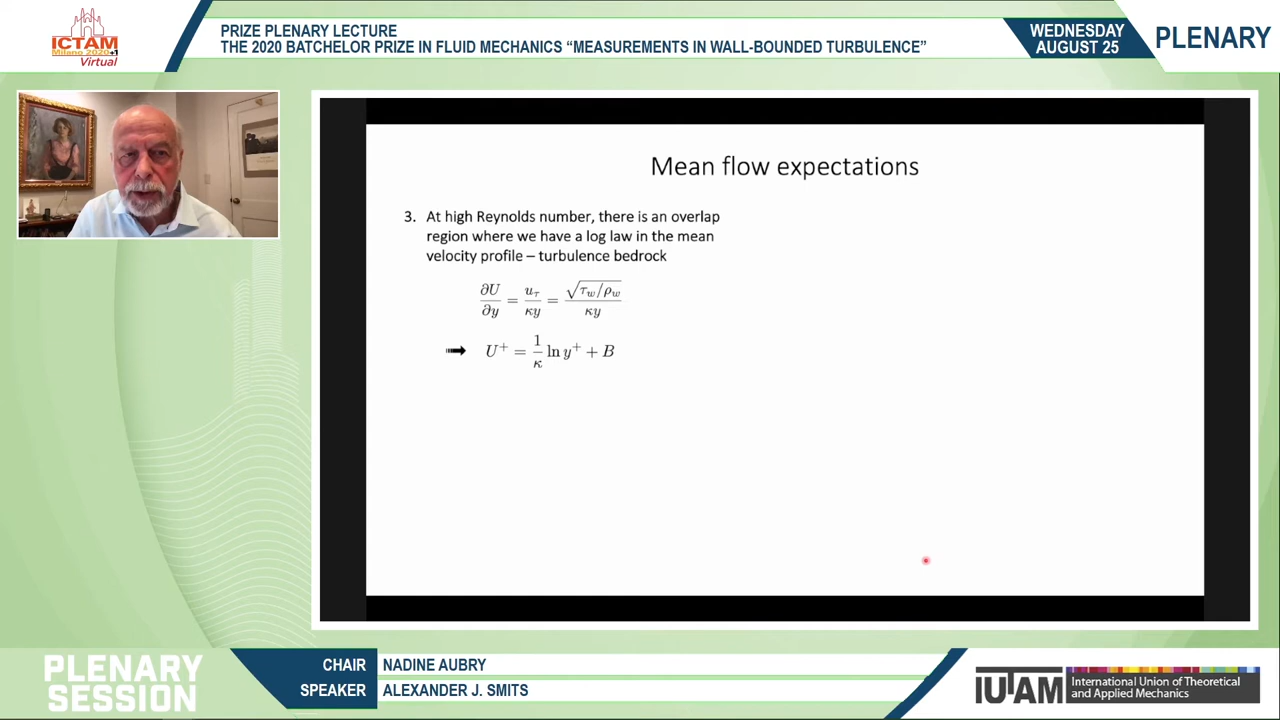 ICTAM
Milano 2020+1
Virtual
PRIZE PLENARY LECTURE
THE 2020 BATCHELOR PRIZE IN FLUID MECHANICS “MEASUREMENTS IN WALL-BOUNDED TURBULENCE”
WEDNESDAY
AUGUST 25
PLENARY
Mean flow expectations
3. At high Reynolds number, there is an overlap
region where we have a log law in the mean
velocity profile – turbulence bedrock
∂U/∂y = u_τ/κy = √(τ_w/ρ_w)/κy
➟ U⁺ = 1/κ ln y⁺ + B
PLENARY
SESSION
CHAIR NADINE AUBRY
SPEAKER ALEXANDER J. SMITS
IUTAM
International Union of Theoretical
and Applied Mechanics